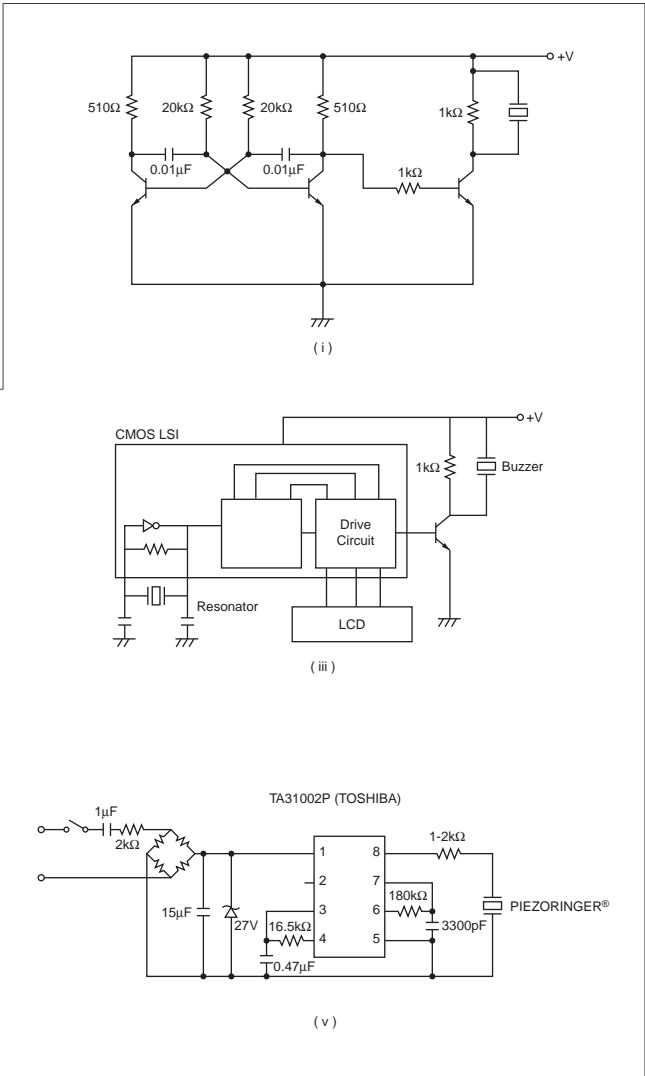 +V
510Ω 20kΩ 20kΩ 510Ω 1kΩ
0.01μF 0.01μF
1kΩ
( i )
+V
CMOS LSI
1kΩ Buzzer
Drive
Circuit
Resonator
LCD
( iii )
TA31002P (TOSHIBA)
1μF
2kΩ
1-2kΩ
1 8
2 7
180kΩ
3 6
PIEZORINGER®
15μF 27V 16.5kΩ
4 5
3300pF
0.47μF
( v )